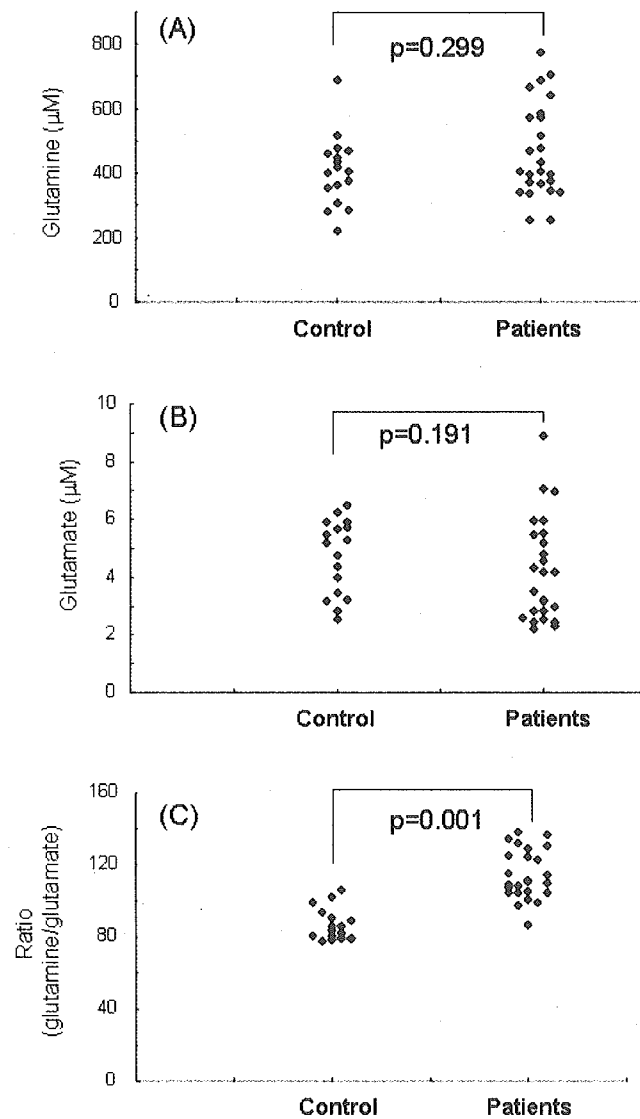 (A)
p=0.299
800
600
400
200
0
Glutamine (µM)
Control Patients
(B)
p=0.191
10
8
6
4
2
0
Glutamate (µM)
Control Patients
(C)
p=0.001
160
120
80
40
0
Ratio
(glutamine/glutamate)
Control Patients